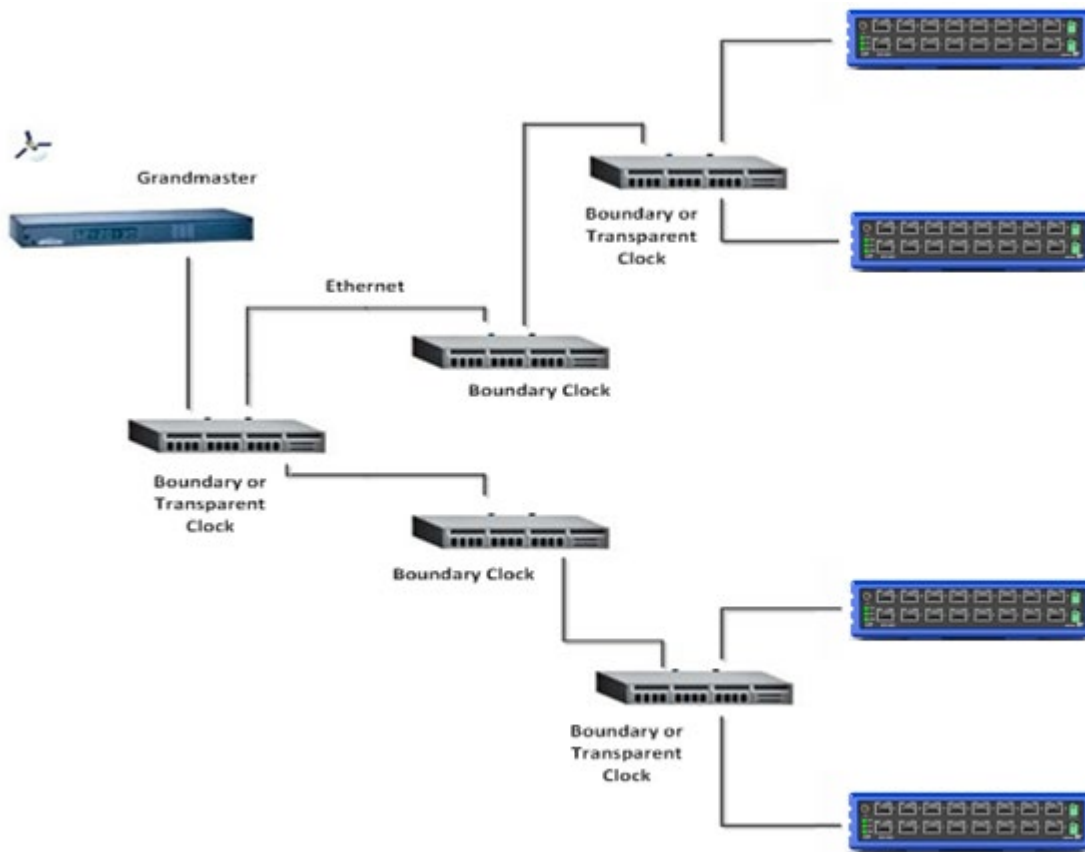 Grandmaster
Boundary or
Transparent
Clock
Ethernet
Boundary Clock
Boundary or
Transparent
Clock
Boundary Clock
Boundary or
Transparent
Clock